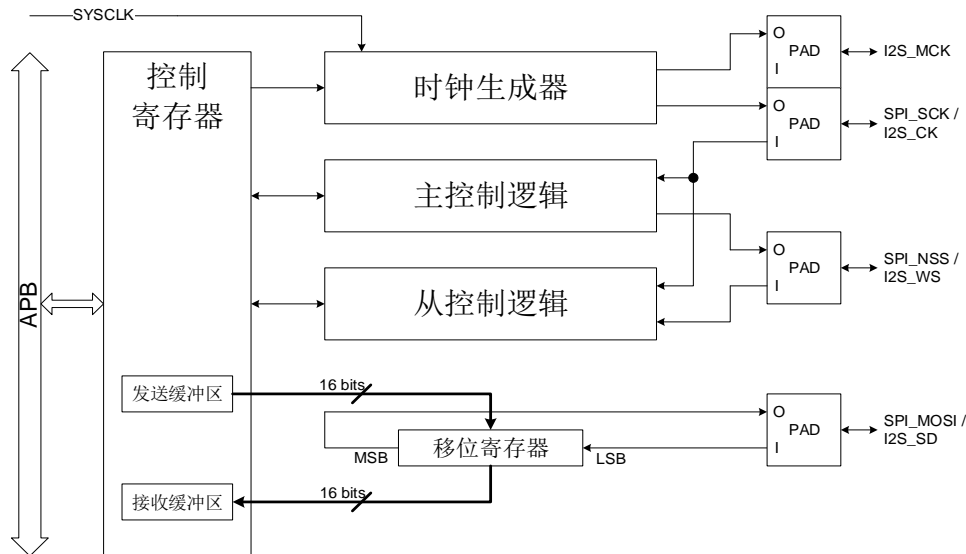 SYSCLK
控制
寄存器
时钟生成器
O
PAD
I
I2S_MCK
O
PAD
I
SPI_SCK /
I2S_CK
主控制逻辑
O
PAD
I
SPI_NSS /
I2S_WS
从控制逻辑
APB
发送缓冲区
16 bits
移位寄存器
MSB
LSB
O
PAD
I
SPI_MOSI /
I2S_SD
接收缓冲区
16 bits